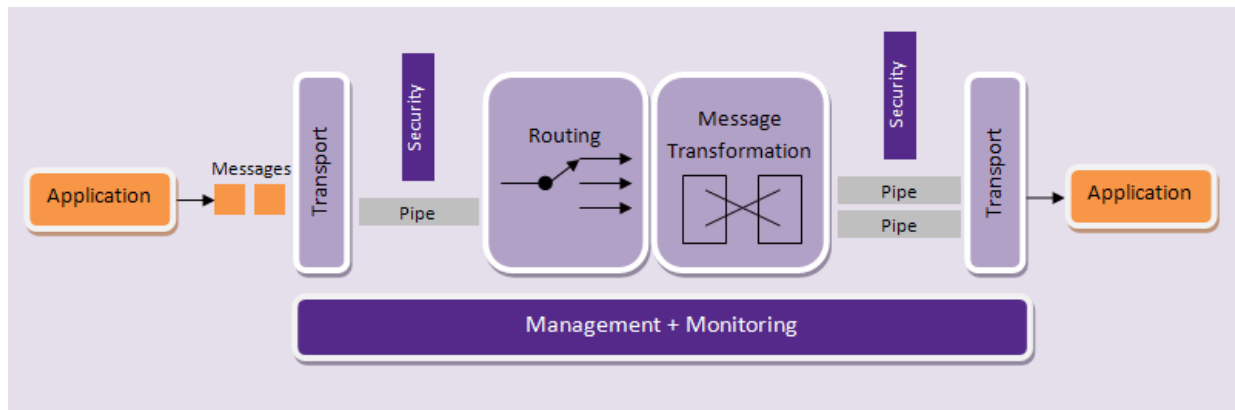 Application
Messages
Transport
Security
Pipe
Routing
Message
Transformation
Security
Pipe
Pipe
Transport
Application
Management + Monitoring